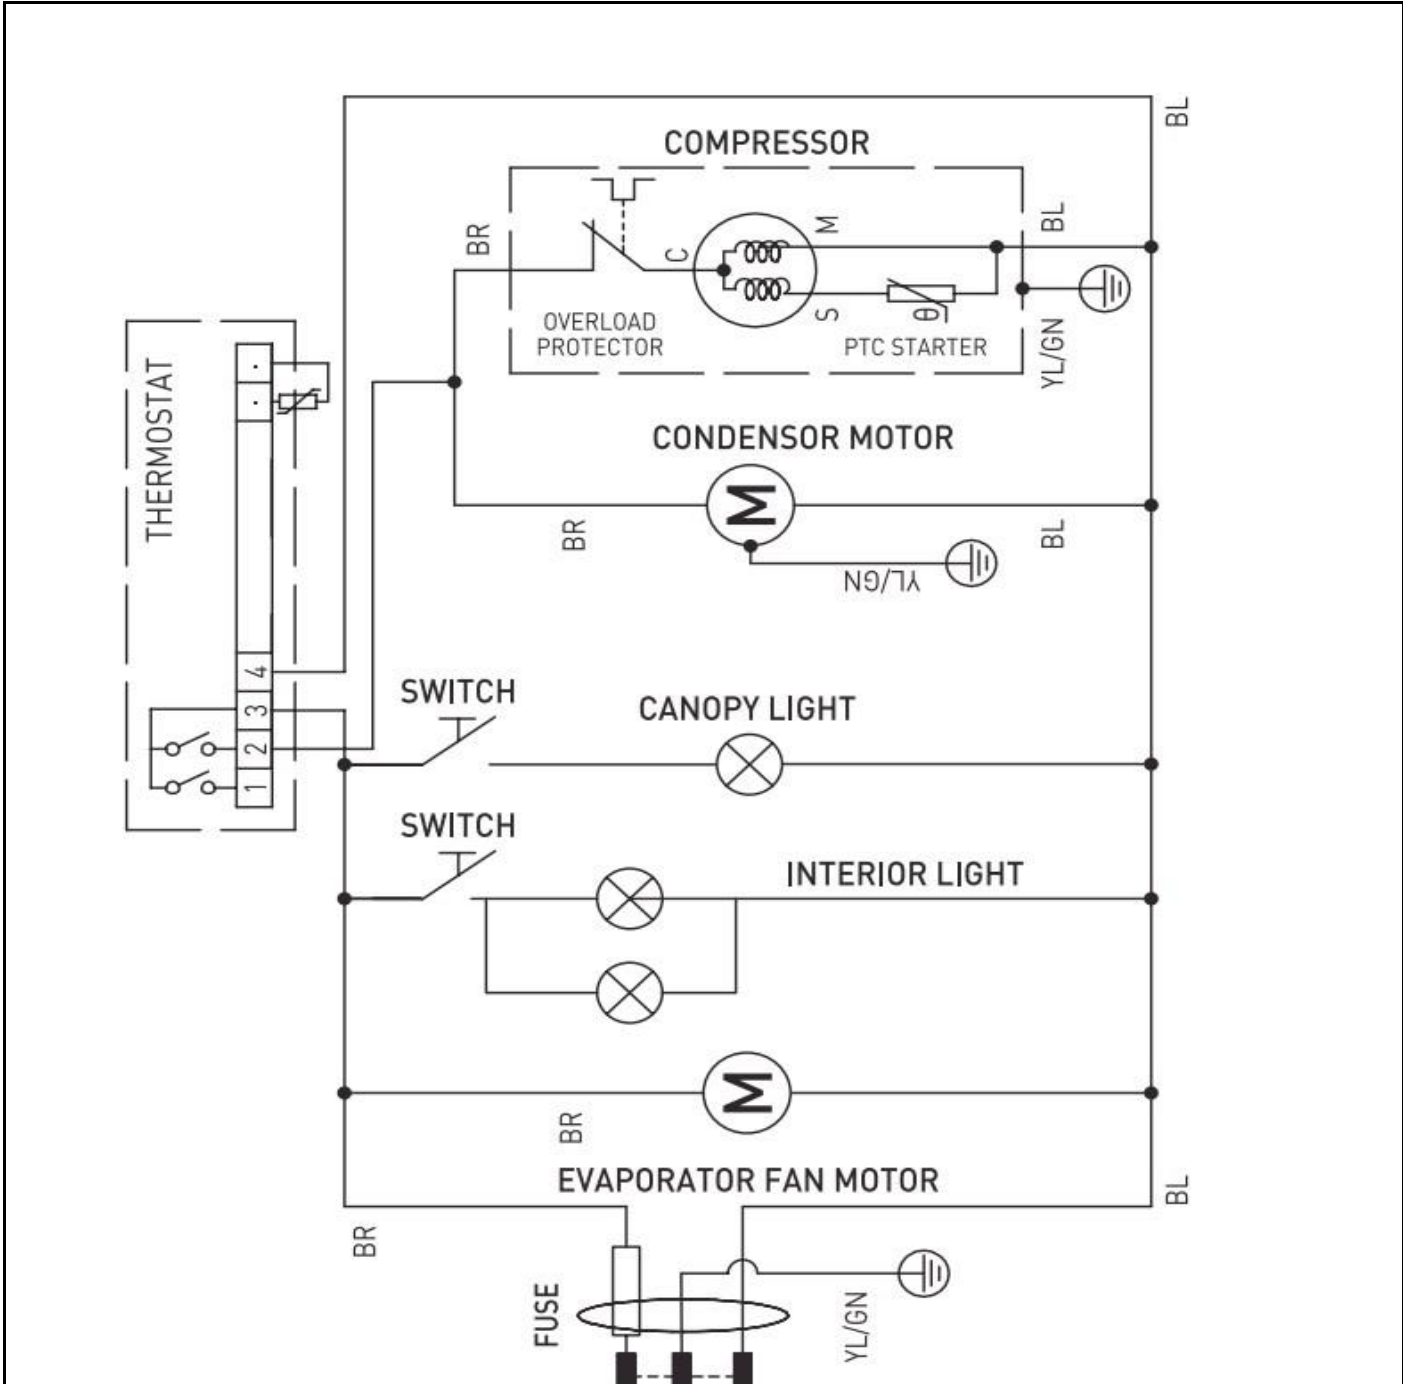 BL
COMPRESSOR
BR
C
M
BL
S
θ
OVERLOAD
PROTECTOR
PTC STARTER
YL/GN
THERMOSTAT
CONDENSOR MOTOR
M
BR
BL
YL/GN
4
3
2
1
SWITCH
CANOPY LIGHT
SWITCH
INTERIOR LIGHT
M
BR
EVAPORATOR FAN MOTOR
BL
BR
FUSE
YL/GN